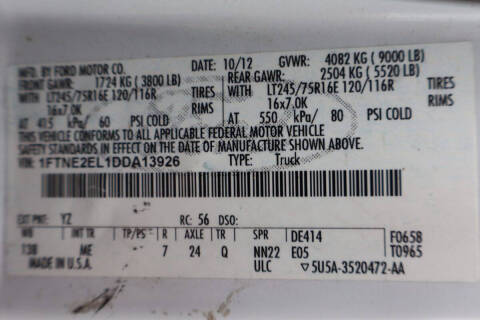 MFD. BY FORD MOTOR CO. DATE: 10/12 GVWR: 4082 KG ( 9000 LB)
FRONT GAWR: 1724 KG ( 3800 LB) REAR GAWR: 2504 KG ( 5520 LB)
WITH LT245/75R16E 120/116R TIRES WITH LT245/75R16E 120/116R TIRES
16x7.0K RIMS 16x7.0K RIMS
AT 415 kPa/ 60 PSI COLD AT 550 kPa/ 80 PSI COLD
THIS VEHICLE CONFORMS TO ALL APPLICABLE FEDERAL MOTOR VEHICLE
SAFETY STANDARDS IN EFFECT ON THE DATE OF MANUFACTURE SHOWN ABOVE.
VIN: 1FTNE2EL1DDA13926 TYPE: Truck
EXT PNT: YZ RC: 56 DSO:
WB INT TR TP/PS R AXLE TR SPR DE414 F0658
138 ME 7 24 Q NN22 E05 T0965
MADE IN U.S.A. ULC ▽5U5A-3520472-AA